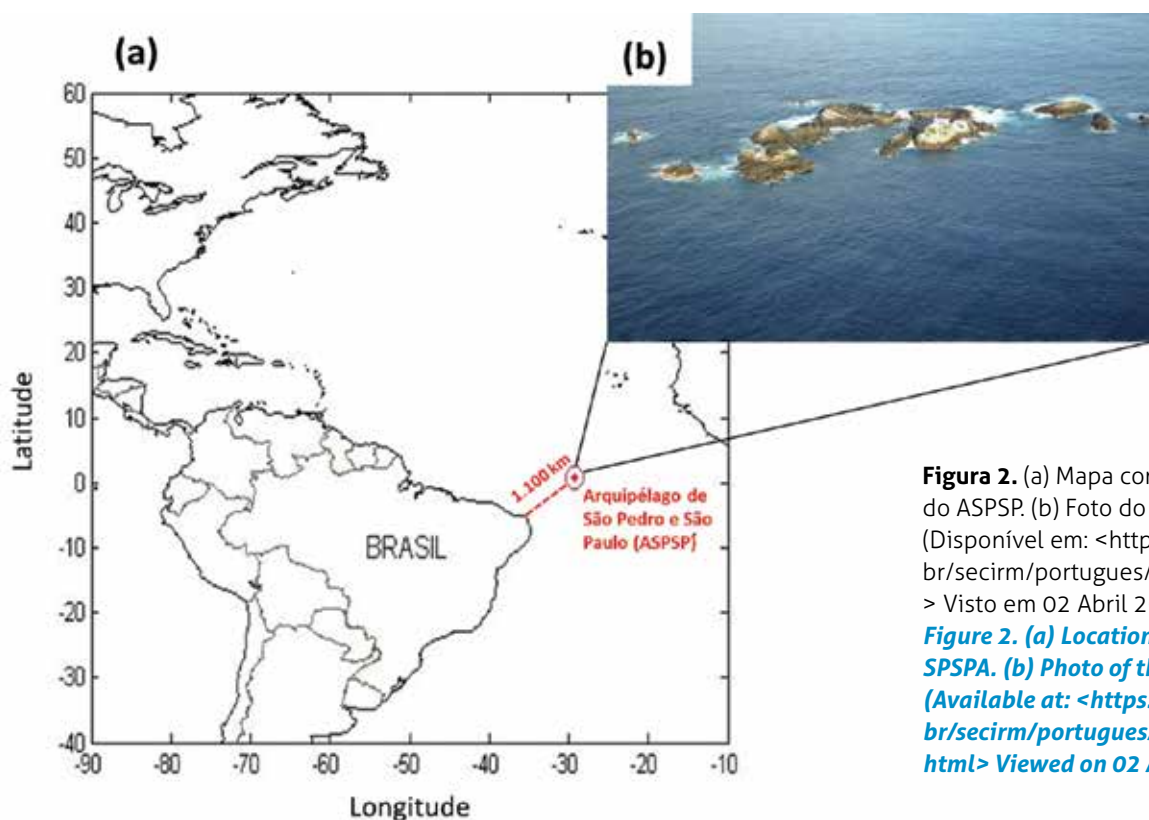 (a)
(b)
60
50
40
30
20
10
0
-10
-20
-30
-40
Latitude
-90
-80
-70
-60
-50
-40
-30
-20
-10
Longitude
1.100 km
Arquipélago de
São Pedro e São
Paulo (ASPSP)
BRASIL
Figura 2. (a) Mapa con
do ASPSP. (b) Foto do
(Disponível em: <http
br/secirm/portugues/
> Visto em 02 Abril 2
Figure 2. (a) Location
SPSPA. (b) Photo of th
(Available at: <https:
br/secirm/portugues/
html> Viewed on 02 A